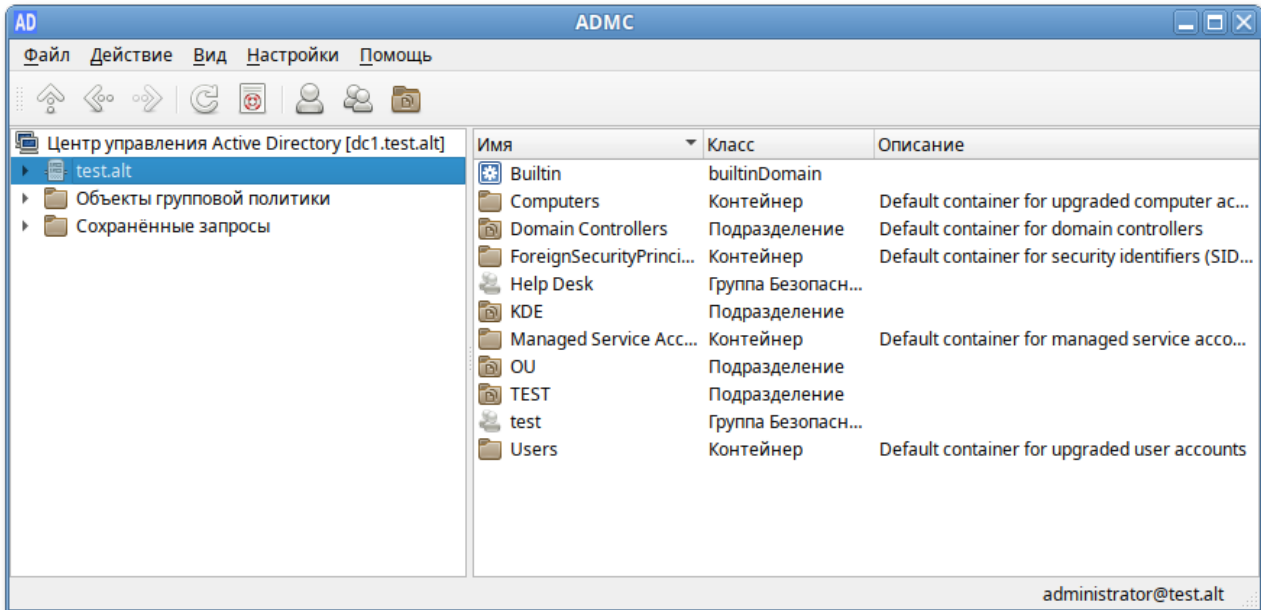 AD ADMC
Файл Действие Вид Настройки Помощь
Центр управления Active Directory [dc1.test.alt]
test.alt
Объекты групповой политики
Сохранённые запросы
Имя Класс Описание
Builtin builtinDomain
Computers Контейнер Default container for upgraded computer ac...
Domain Controllers Подразделение Default container for domain controllers
ForeignSecurityPrinci... Контейнер Default container for security identifiers (SID...
Help Desk Группа Безопасн...
KDE Подразделение
Managed Service Acc... Контейнер Default container for managed service acco...
OU Подразделение
TEST Подразделение
test Группа Безопасн...
Users Контейнер Default container for upgraded user accounts
administrator@test.alt